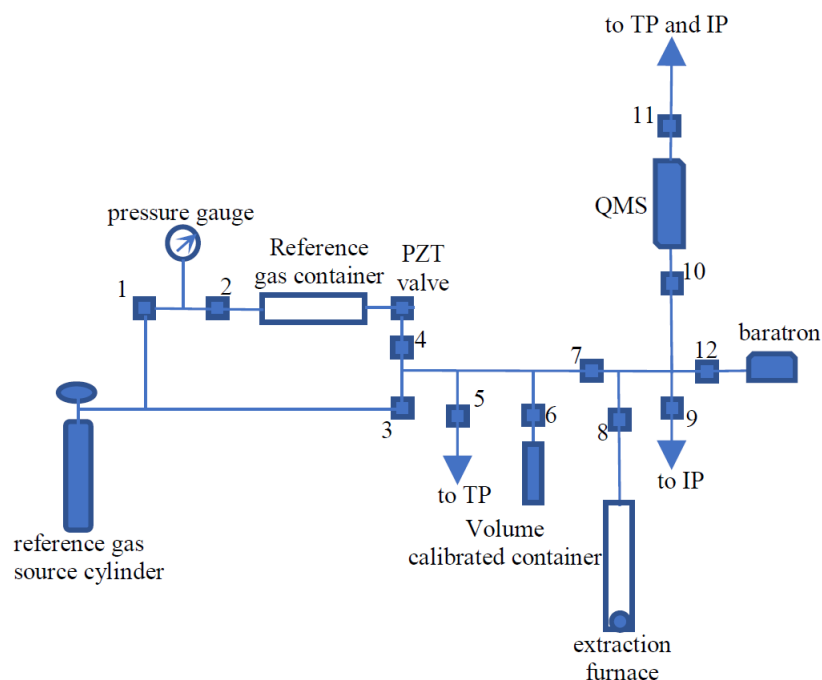 to TP and IP
11
QMS
pressure gauge
Reference
gas container
PZT
valve
10
1
2
4
7
12
baratron
3
5
6
8
9
to TP
to IP
Volume
calibrated container
reference gas
source cylinder
extraction
furnace